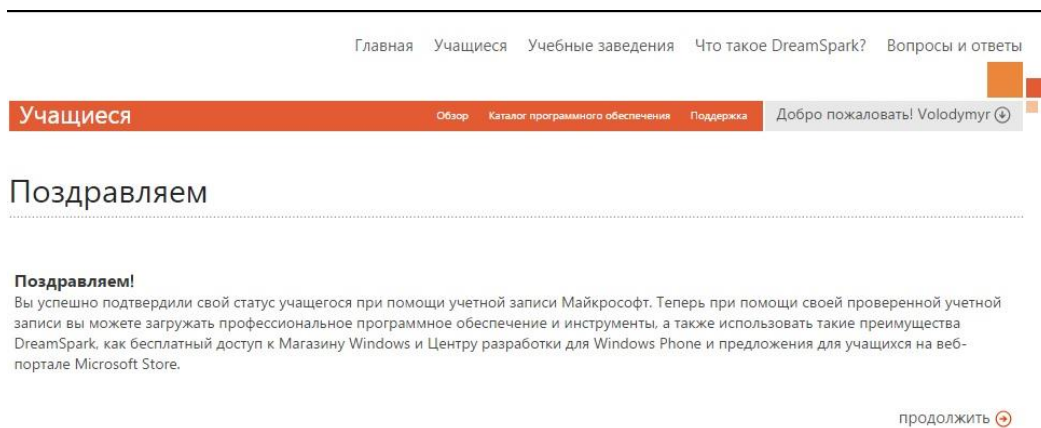 Главная Учащиеся Учебные заведения Что такое DreamSpark? Вопросы и ответы
Учащиеся Обзор Каталог программного обеспечения Поддержка Добро пожаловать! Volodymyr
Поздравляем
Поздравляем!
Вы успешно подтвердили свой статус учащегося при помощи учетной записи Майкрософт. Теперь при помощи своей проверенной учетной
записи вы можете загружать профессиональное программное обеспечение и инструменты, а также использовать такие преимущества
DreamSpark, как бесплатный доступ к Магазину Windows и Центру разработки для Windows Phone и предложения для учащихся на веб-
портале Microsoft Store.
продолжить